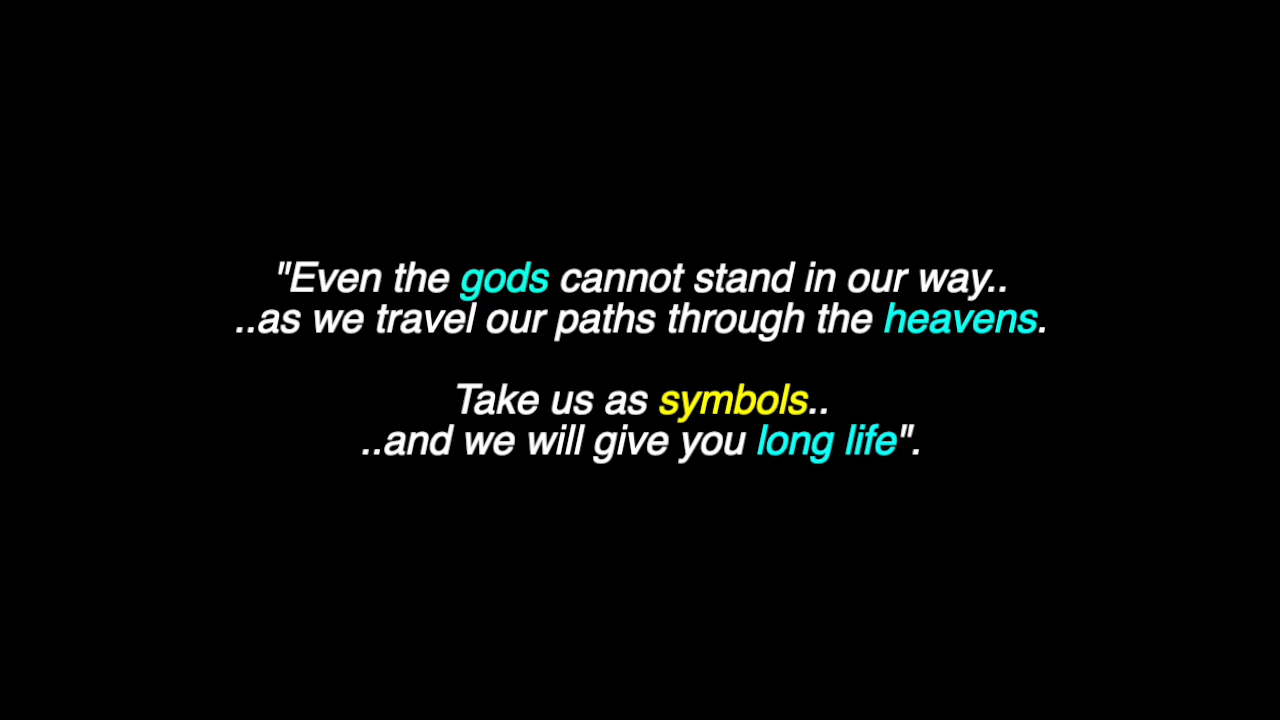 "Even the gods cannot stand in our way..
..as we travel our paths through the heavens.
Take us as symbols..
..and we will give you long life".